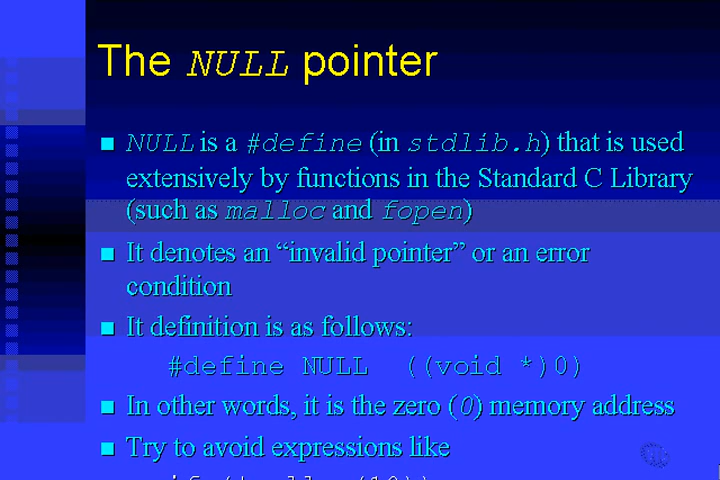 The NULL pointer
NULL is a #define (in stdlib.h) that is used
extensively by functions in the Standard C Library
(such as malloc and fopen)
It denotes an “invalid pointer” or an error
condition
It definition is as follows:
#define NULL ((void *)0)
In other words, it is the zero (0) memory address
Try to avoid expressions like